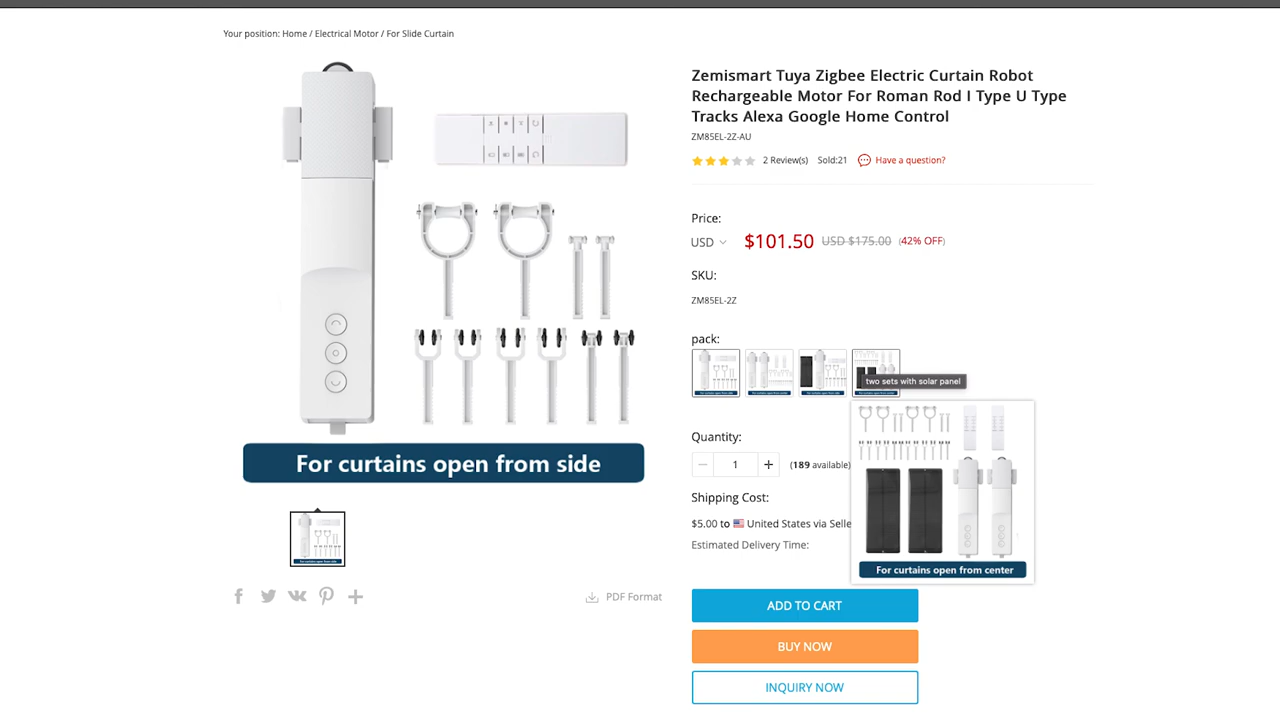 Your position: Home / Electrical Motor / For Slide Curtain
Zemismart Tuya Zigbee Electric Curtain Robot
Rechargeable Motor For Roman Rod I Type U Type
Tracks Alexa Google Home Control
ZM85EL-2Z-AU
2 Review(s) Sold:21 Have a question?
Price:
USD $101.50 USD $175.00 (42% OFF)
SKU:
ZM85EL-2Z
pack:
two sets with solar panel
Quantity:
1 (189 available)
Shipping Cost:
$5.00 to United States via Selle
Estimated Delivery Time:
For curtains open from side
For curtains open from center
PDF Format
ADD TO CART
BUY NOW
INQUIRY NOW